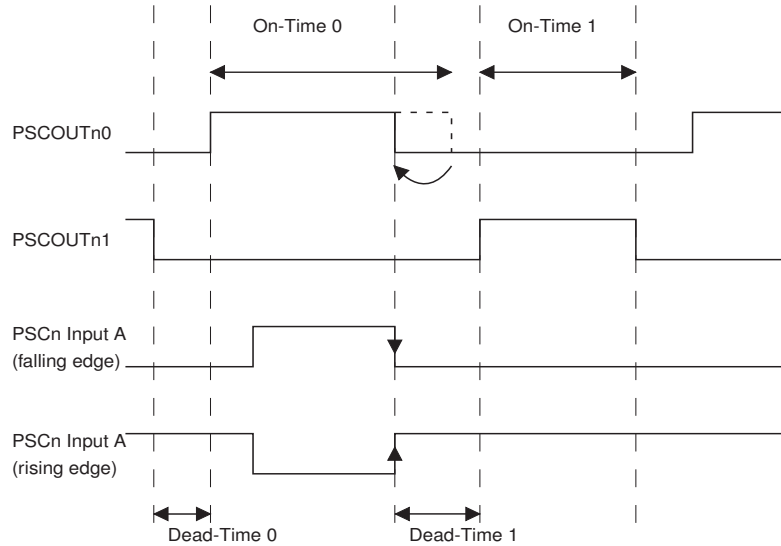 On-Time 0
On-Time 1
PSCOUTn0
PSCOUTn1
PSCn Input A
(falling edge)
PSCn Input A
(rising edge)
Dead-Time 0
Dead-Time 1